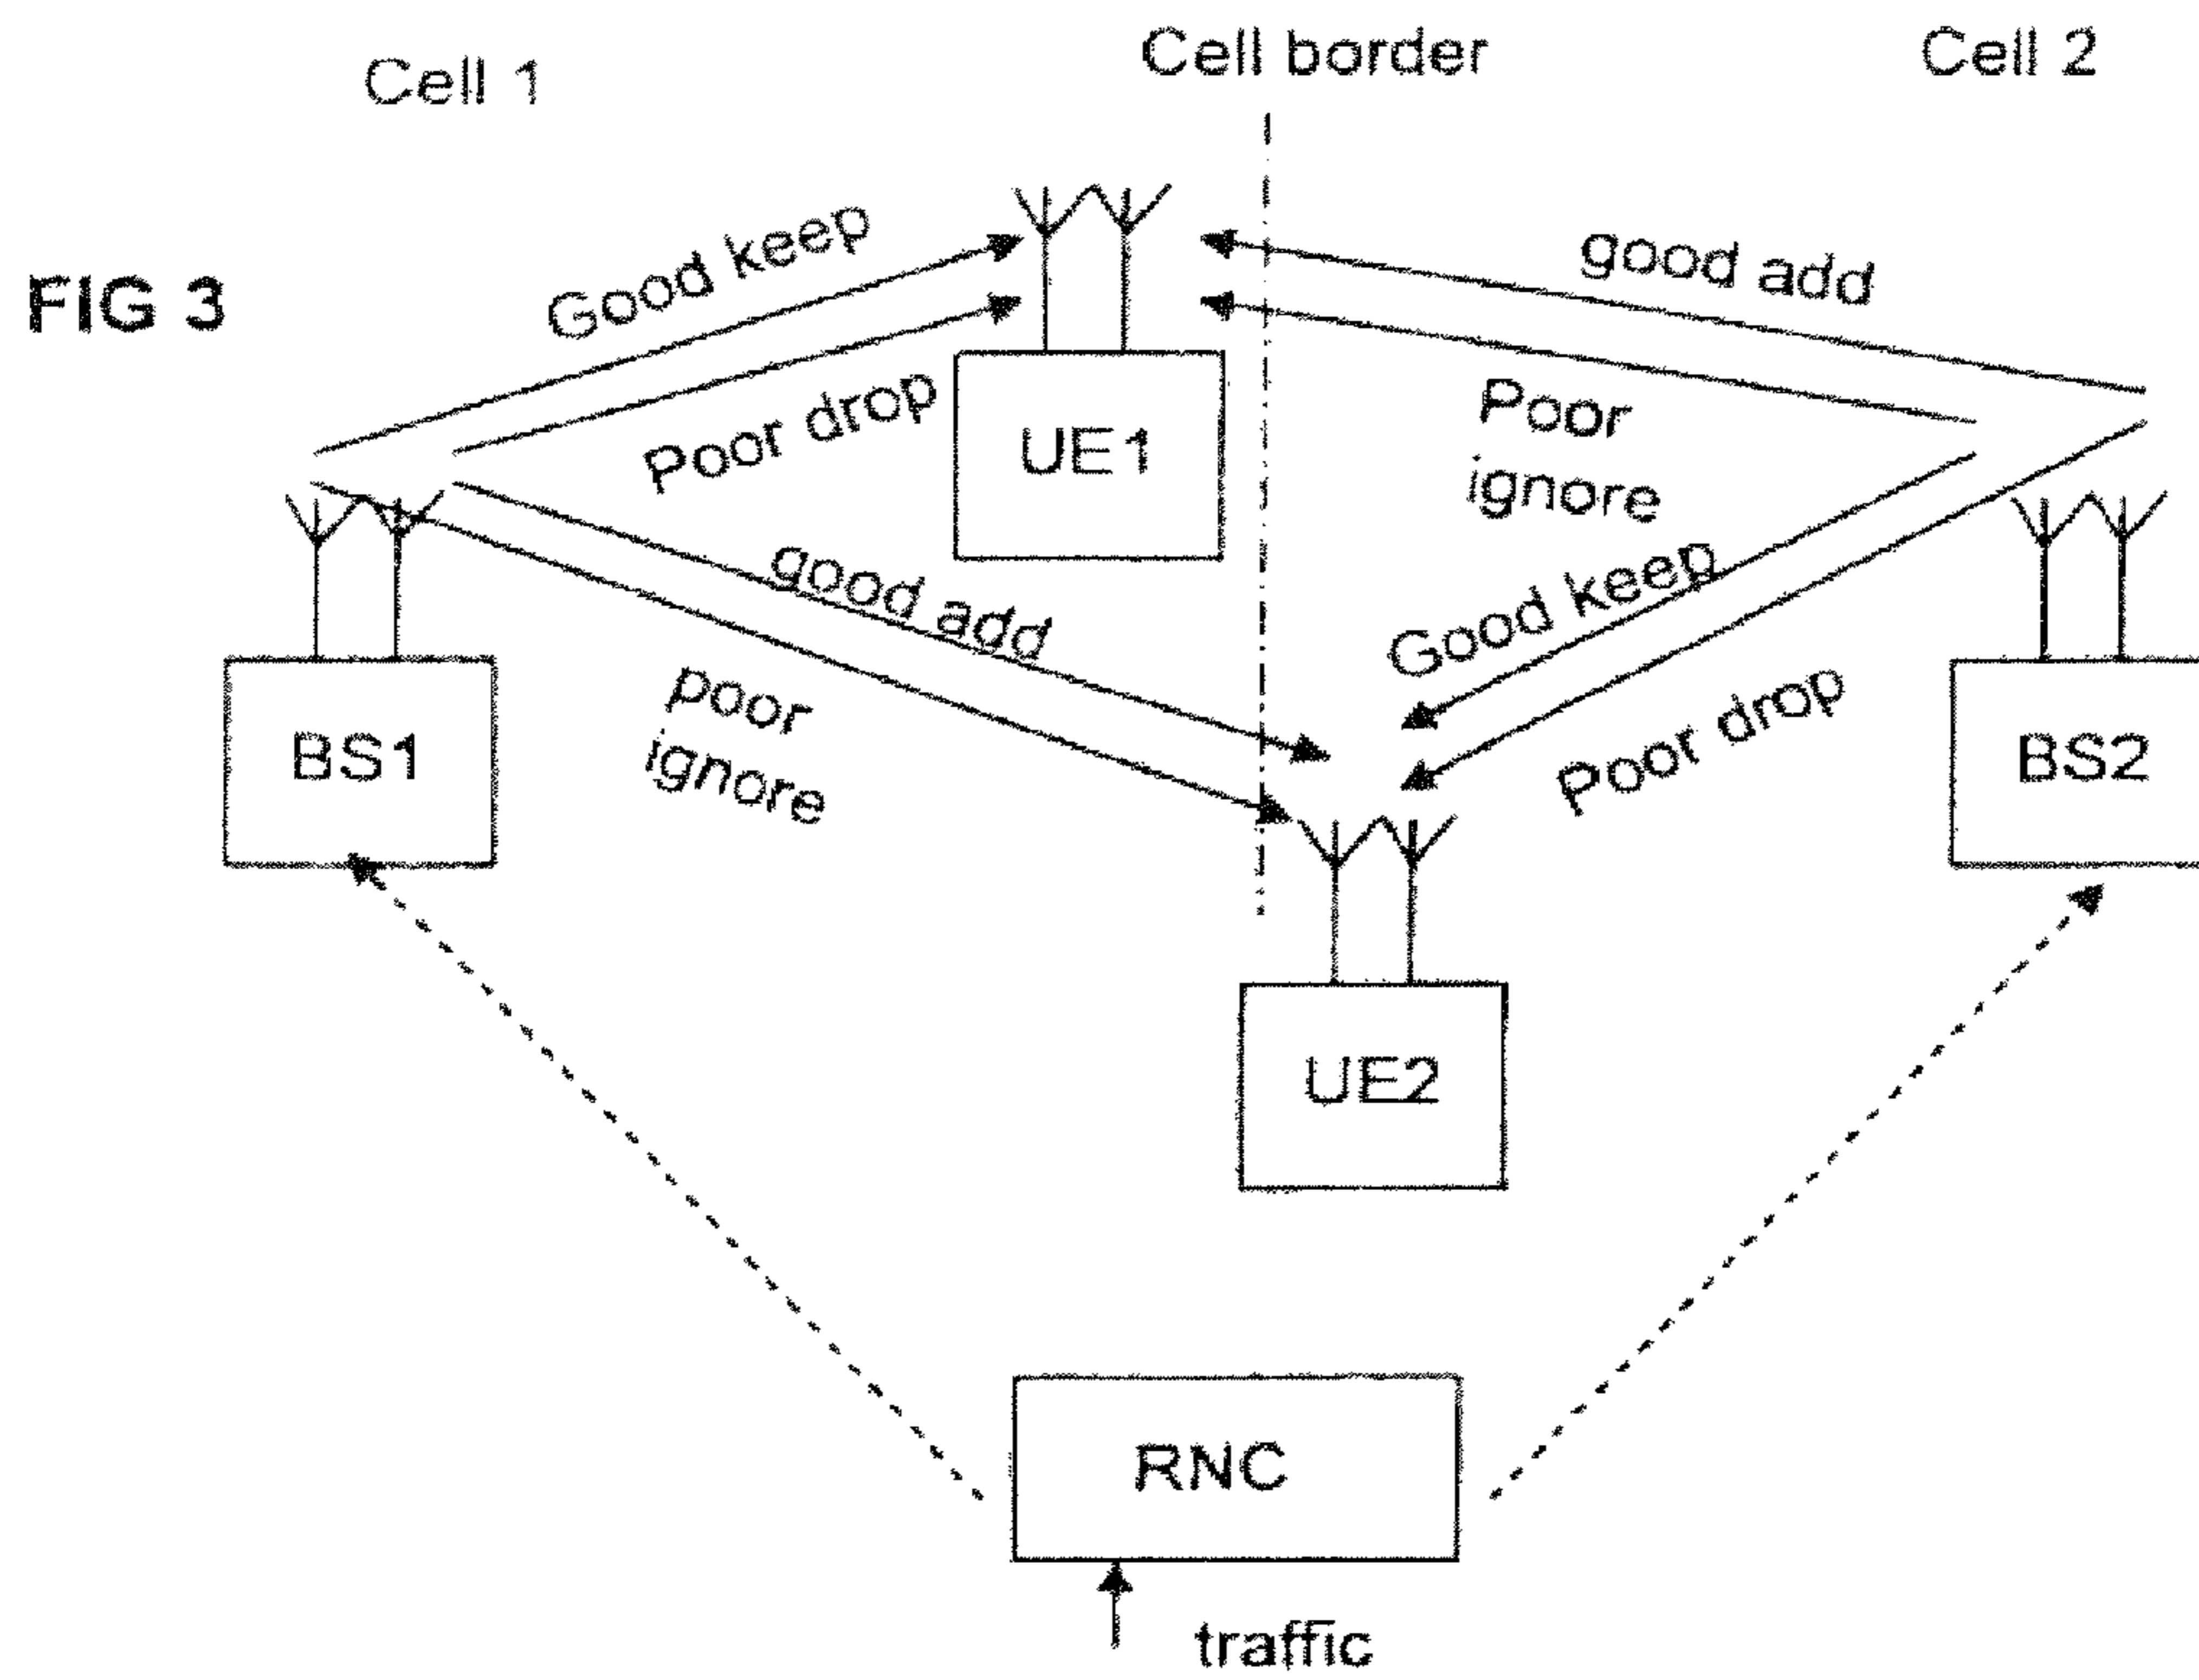 Cell 1
Cell border
Cell 2
FIG 3
Good keep
good add
Poor drop
UE1
Poor
ignore
good add
Good keep
poor
ignore
BS1
Poor drop
BS2
UE2
RNC
traffic